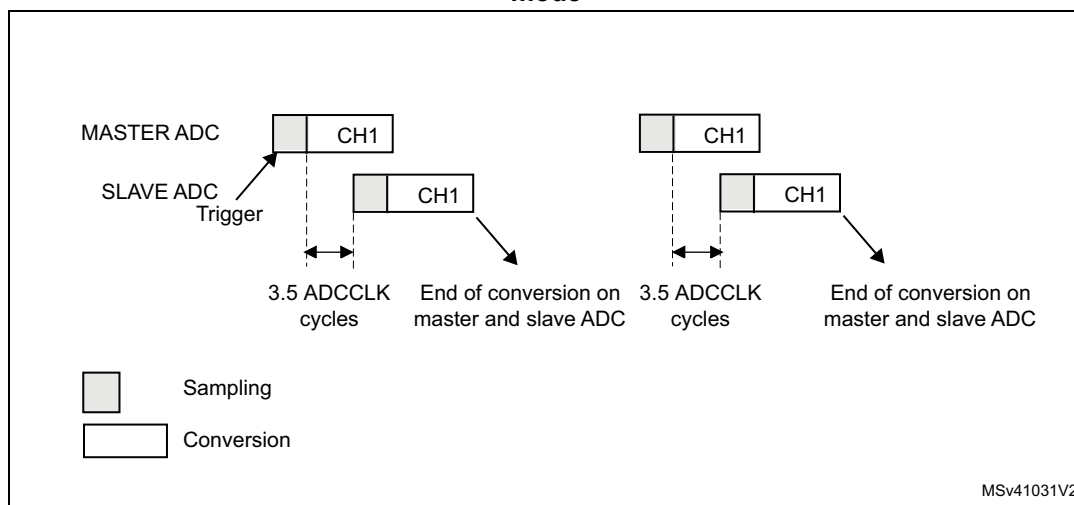 mode
MASTER ADC
CH1
CH1
SLAVE ADC
CH1
CH1
Trigger
3.5 ADCCLK
cycles
End of conversion on
master and slave ADC
3.5 ADCCLK
cycles
End of conversion on
master and slave ADC
Sampling
Conversion
MSv41031V2